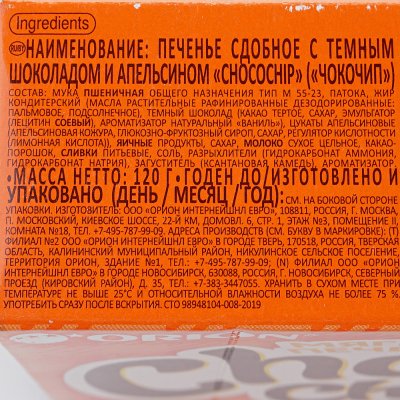 Ingredients
RUS НАИМЕНОВАНИЕ: ПЕЧЕНЬЕ СДОБНОЕ С ТЕМНЫМ
ШОКОЛАДОМ И АПЕЛЬСИНОМ «CHOCOCHIP» («ЧОКОЧИП»)
СОСТАВ: МУКА ПШЕНИЧНАЯ ОБЩЕГО НАЗНАЧЕНИЯ ТИП М 55-23, ПАТОКА, ЖИР
КОНДИТЕРСКИЙ (МАСЛА РАСТИТЕЛЬНЫЕ РАФИНИРОВАННЫЕ ДЕЗОДОРИРОВАННЫЕ:
ПАЛЬМОВОЕ, ПОДСОЛНЕЧНОЕ), ТЕМНЫЙ ШОКОЛАД (КАКАО ТЕРТОЕ, САХАР, ЭМУЛЬГАТОР
ЛЕЦИТИН СОЕВЫЙ), АРОМАТИЗАТОР НАТУРАЛЬНЫЙ «ВАНИЛЬ», ЦУКАТЫ АПЕЛЬСИНОВЫЕ
(АПЕЛЬСИНОВАЯ КОЖУРА, ГЛЮКОЗНО-ФРУКТОЗНЫЙ СИРОП, САХАР, РЕГУЛЯТОР КИСЛОТНОСТИ
(ЛИМОННАЯ КИСЛОТА)), ЯИЧНЫЕ ПРОДУКТЫ, САХАР, МОЛОКО СУХОЕ ЦЕЛЬНОЕ, КАКАО-
ПОРОШОК, СЛИВКИ ПИТЬЕВЫЕ, СОЛЬ, РАЗРЫХЛИТЕЛИ (ГИДРОКАРБОНАТ АММОНИЯ,
ГИДРОКАРБОНАТ НАТРИЯ), ЗАГУСТИТЕЛЬ (КСАНТАНОВАЯ КАМЕДЬ), АРОМАТИЗАТОР.
•МАССА НЕТТО: 120 Г •ГОДЕН ДО/ИЗГОТОВЛЕНО И
УПАКОВАНО (ДЕНЬ / МЕСЯЦ / ГОД): СМ. НА БОКОВОЙ СТОРОНЕ
УПАКОВКИ. ИЗГОТОВИТЕЛЬ: ООО «ОРИОН ИНТЕРНЕЙШНЛ ЕВРО», 108811, РОССИЯ, Г. МОСКВА,
П. МОСКОВСКИЙ, КИЕВСКОЕ ШОССЕ, 22-Й КМ, ДОМОВЛ. 6, СТР. 1, ЭТАЖ №3, ПОМЕЩЕНИЕ II,
КОМНАТА №18, ТЕЛ. +7-495-787-99-09. АДРЕСА ПРОИЗВОДСТВ (СМ. БУКВУ В МАРКИРОВКЕ): (T)
ФИЛИАЛ №2 ООО «ОРИОН ИНТЕРНЕЙШНЛ ЕВРО» В ГОРОДЕ ТВЕРЬ, 170518, РОССИЯ, ТВЕРСКАЯ
ОБЛАСТЬ, КАЛИНИНСКИЙ МУНИЦИПАЛЬНЫЙ РАЙОН, НИКУЛИНСКОЕ СЕЛЬСКОЕ ПОСЕЛЕНИЕ,
ТЕРРИТОРИЯ ОРИОН, ЗДАНИЕ №1, ТЕЛ. +7-495-787-99-09; (N) ФИЛИАЛ ООО «ОРИОН
ИНТЕРНЕЙШНЛ ЕВРО» В ГОРОДЕ НОВОСИБИРСК, 630088, РОССИЯ, Г. НОВОСИБИРСК, СЕВЕРНЫЙ
ПРОЕЗД (КИРОВСКИЙ РАЙОН), Д. 35, ТЕЛ. +7-383-3447055. ХРАНИТЬ В СУХОМ МЕСТЕ ПРИ
ТЕМПЕРАТУРЕ НЕ ВЫШЕ 25°С И ОТНОСИТЕЛЬНОЙ ВЛАЖНОСТИ ВОЗДУХА НЕ БОЛЕЕ 75 %.
УПОТРЕБИТЬ СРАЗУ ПОСЛЕ ВСКРЫТИЯ. СТО 98948104-008-2019
ORION